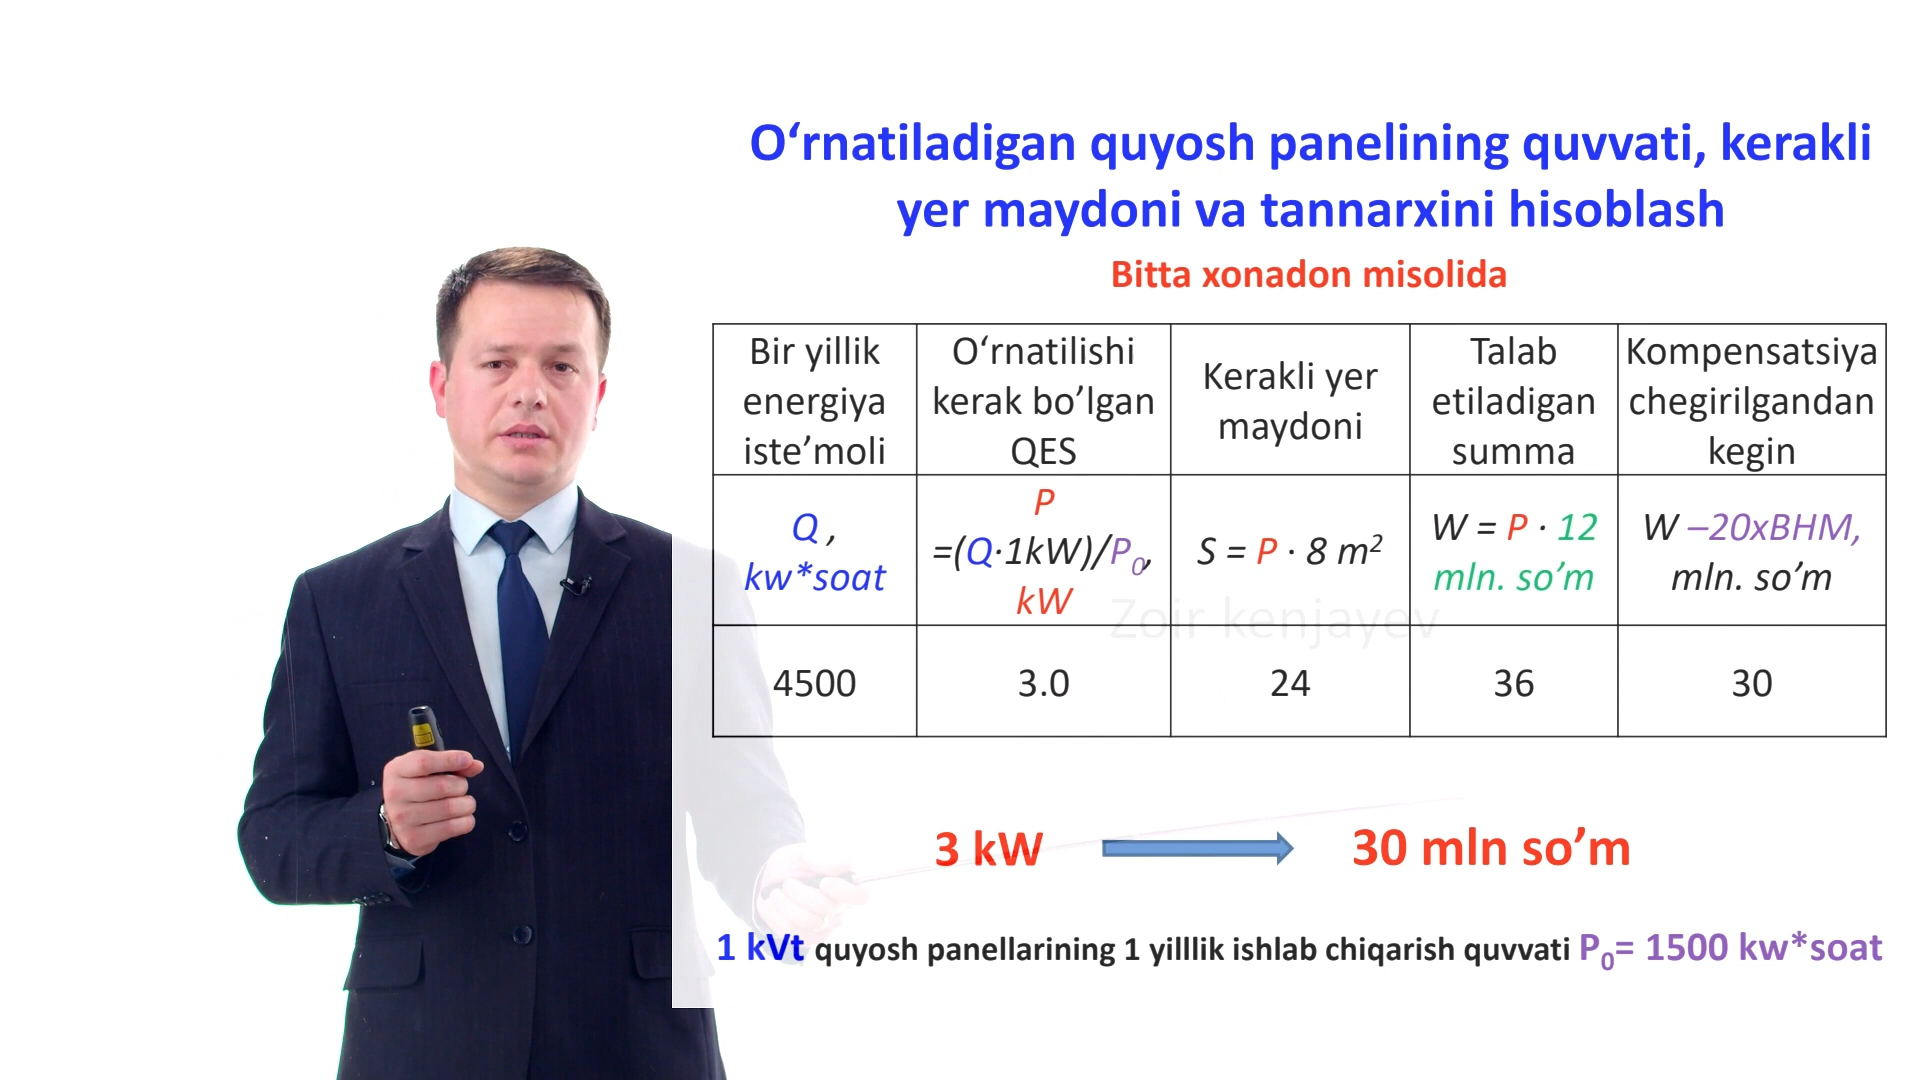 O‘rnatiladigan quyosh panelining quvvati, kerakli
yer maydoni va tannarxini hisoblash
Bitta xonadon misolida
Bir yillik
energiya
iste’moli
O‘rnatilishi
kerak bo’lgan
QES
Kerakli yer
maydoni
Talab
etiladigan
summa
Kompensatsiya
chegirilgandan
kegin
Q ,
kw*soat
P
=(Q·1kW)/P₀,
kW
S = P · 8 m²
W = P · 12
mln. so’m
W –20xBHM,
mln. so’m
Zoir kenjayev
4500
3.0
24
36
30
3 kW
30 mln so’m
1 kVt quyosh panellarining 1 yilllik ishlab chiqarish quvvati P₀= 1500 kw*soat